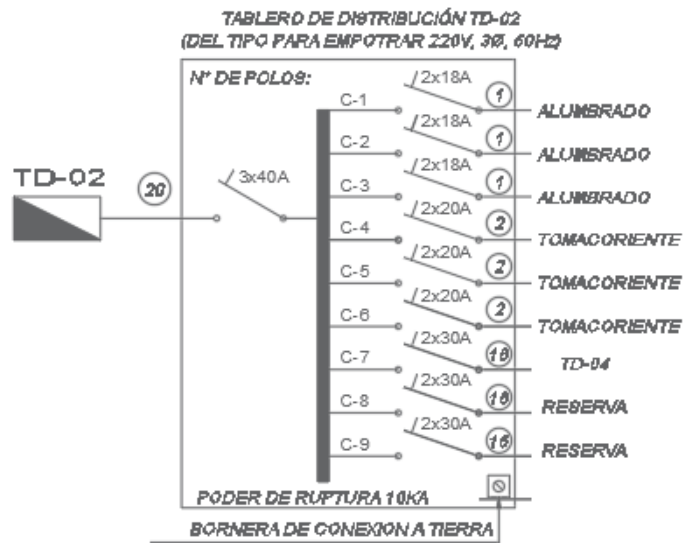 TABLERO DE DISTRIBUCIÓN TD-02
(DEL TIPO PARA EMPOTRAR 220V, 3Ø, 60Hz)
N° DE POLOS:
C-1 2x18A 1 ALUMBRADO
C-2 2x18A 1 ALUMBRADO
C-3 2x18A 1 ALUMBRADO
TD-02 20 3x40A
C-4 2x20A 2 TOMACORIENTE
C-5 2x20A 2 TOMACORIENTE
C-6 2x20A 2 TOMACORIENTE
C-7 2x30A TD-04
C-8 2x30A RESERVA
C-9 2x30A RESERVA
PODER DE RUPTURA 10KA
BORNERA DE CONEXION A TIERRA